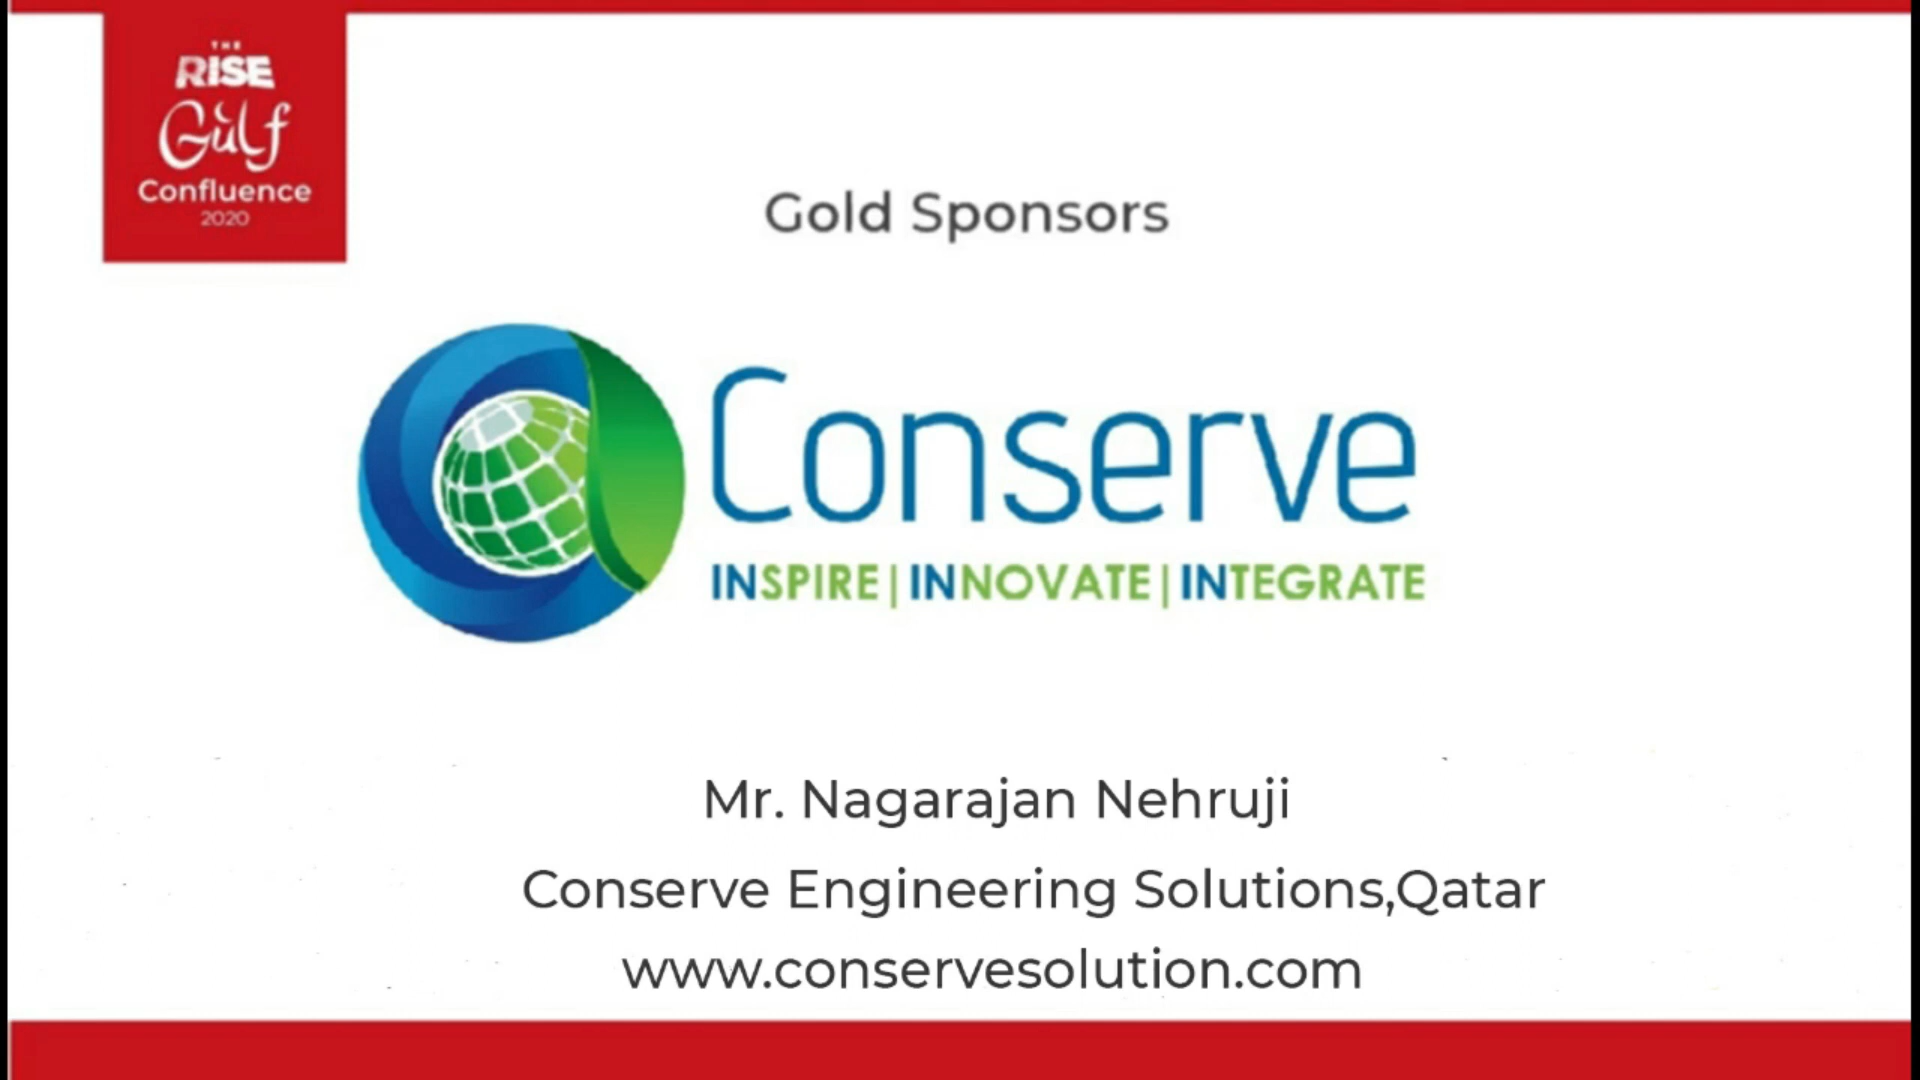 THE
RISE
Gulf
Confluence
2020
Gold Sponsors
Conserve
INSPIRE | INNOVATE | INTEGRATE
Mr. Nagarajan Nehruji
Conserve Engineering Solutions,Qatar
www.conservesolution.com